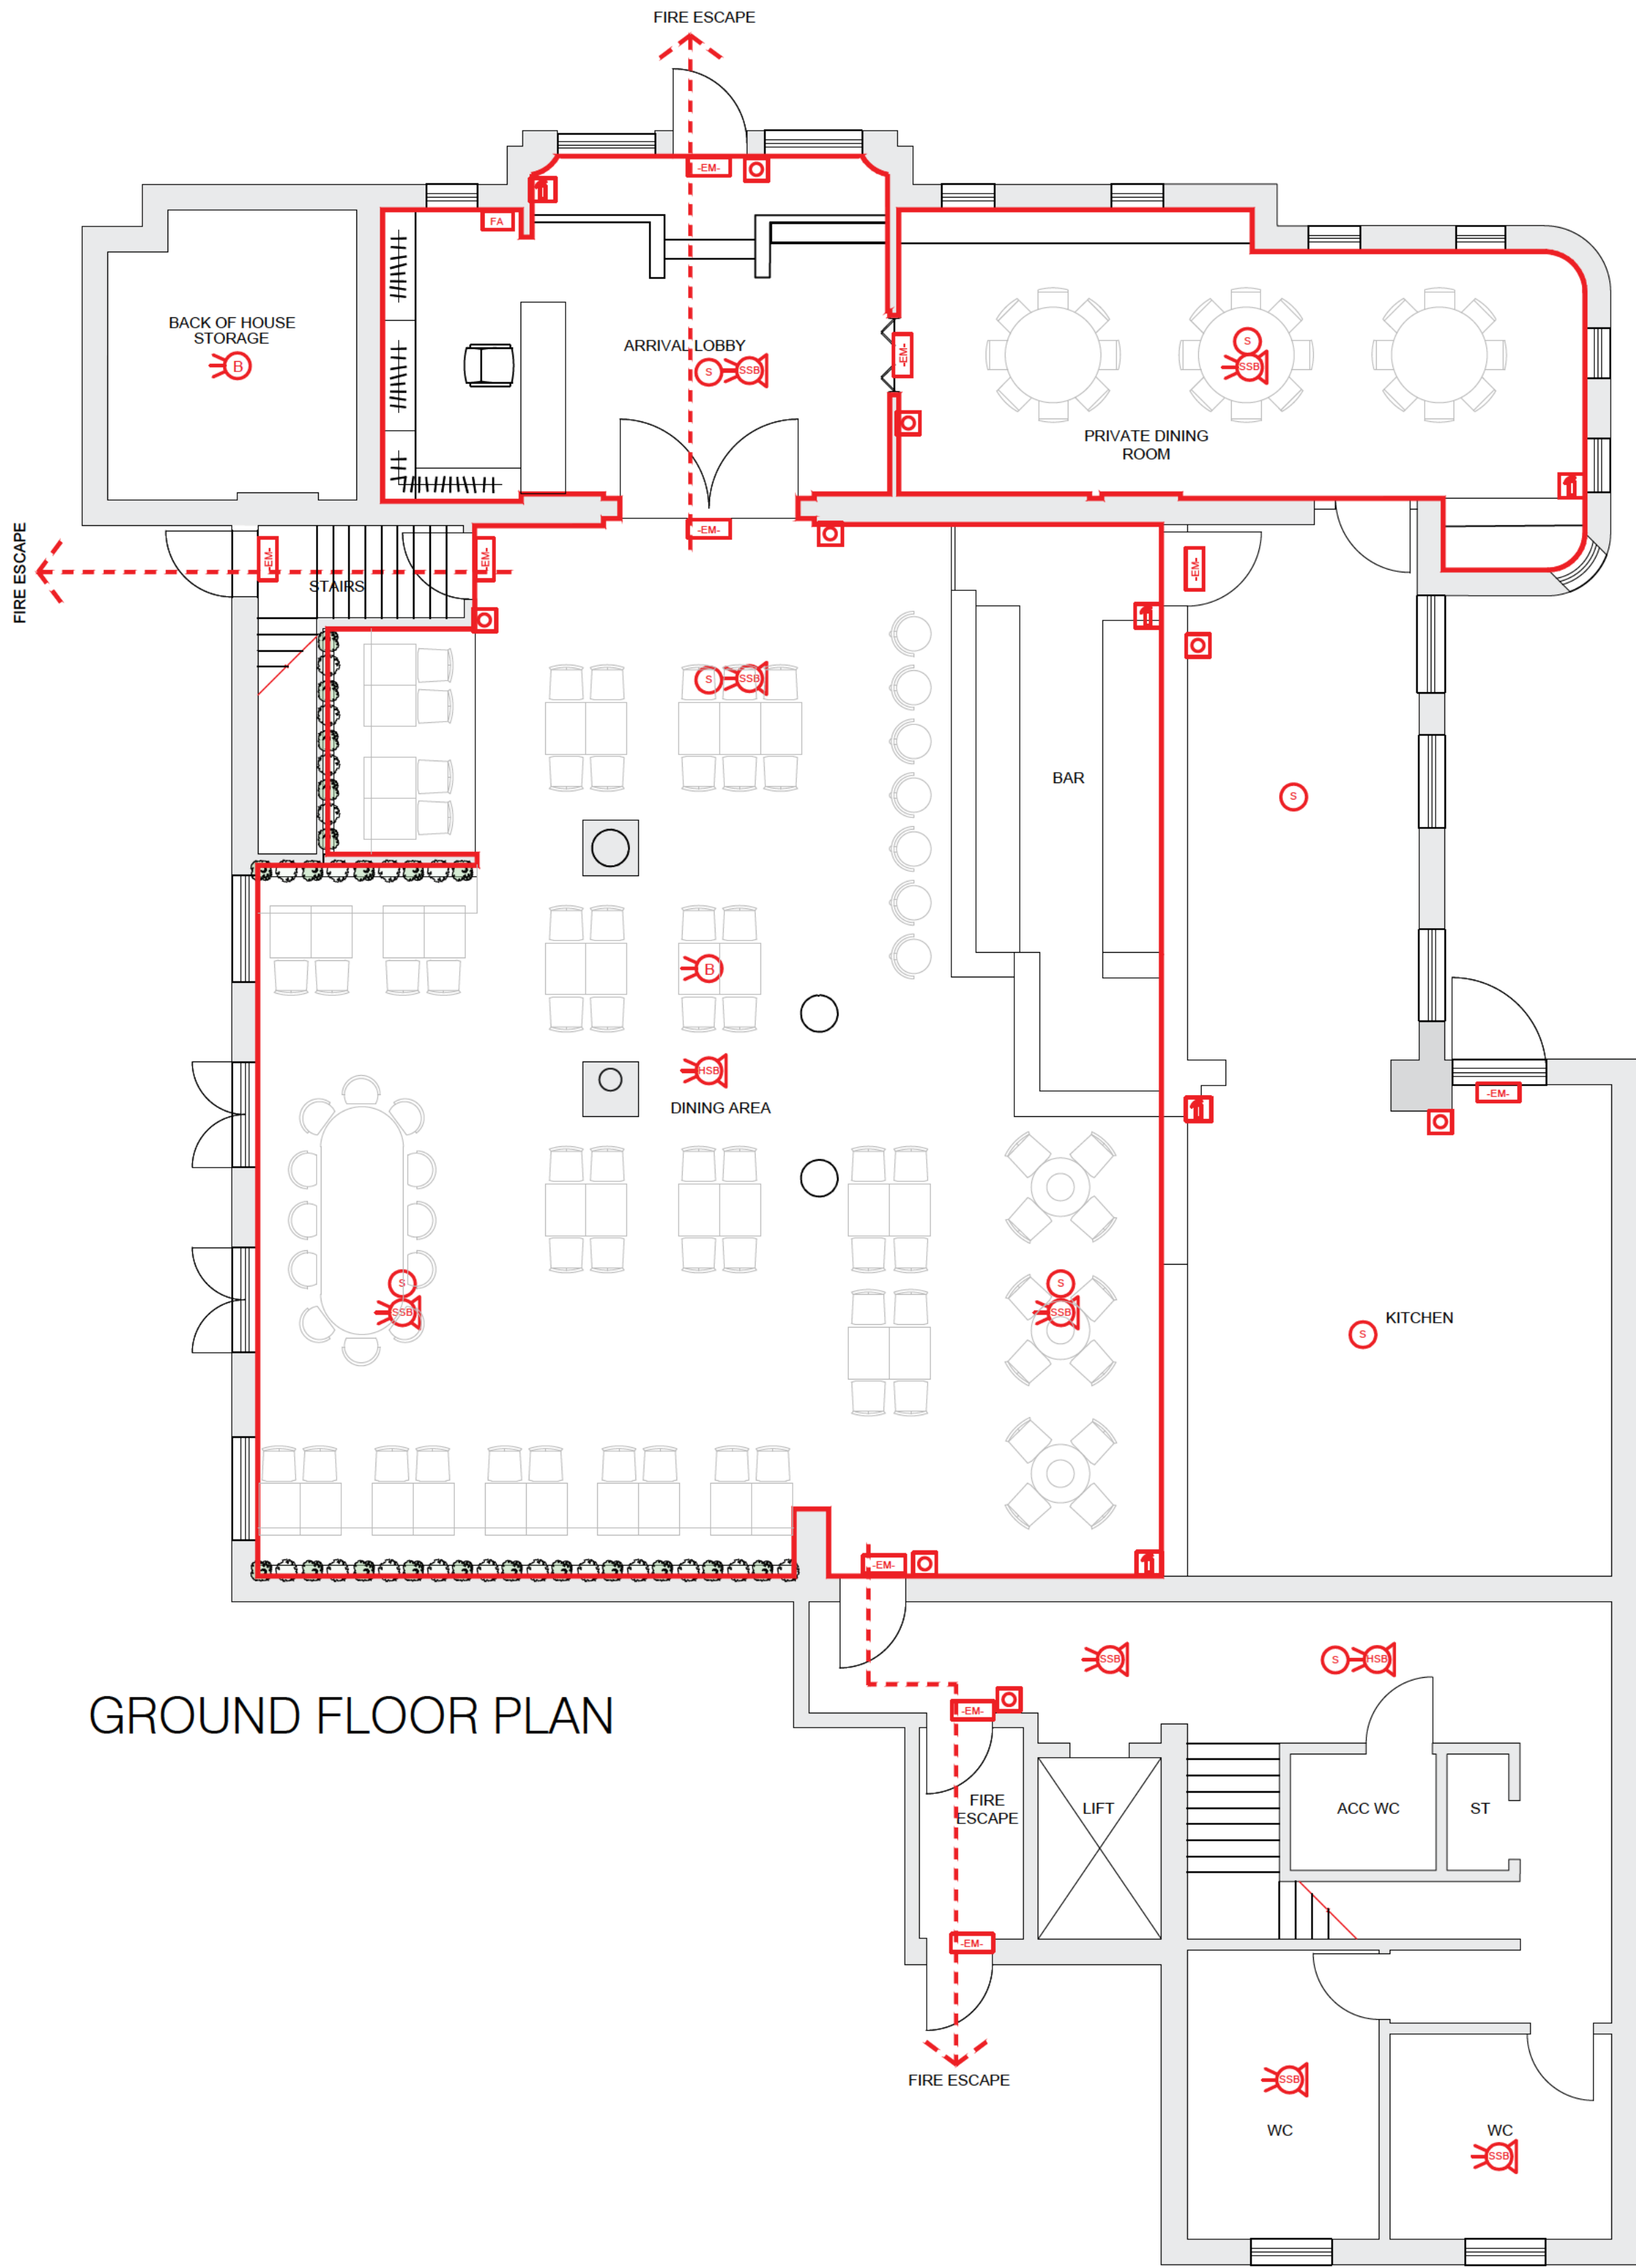 FIRE ESCAPE
-EM-
FA
BACK OF HOUSE
STORAGE
B
ARRIVAL LOBBY
S
SSB
-EM-
S
SSB
PRIVATE DINING
ROOM
FIRE ESCAPE
-EM-
STAIRS
-EM-
-EM-
-EM-
S
SSB
BAR
S
B
HSB
DINING AREA
-EM-
S
SSB
S
SSB
KITCHEN
S
-EM-
GROUND FLOOR PLAN
SSB
S
HSB
-EM-
FIRE
ESCAPE
LIFT
ACC WC
ST
-EM-
FIRE ESCAPE
SSB
WC
WC
SSB